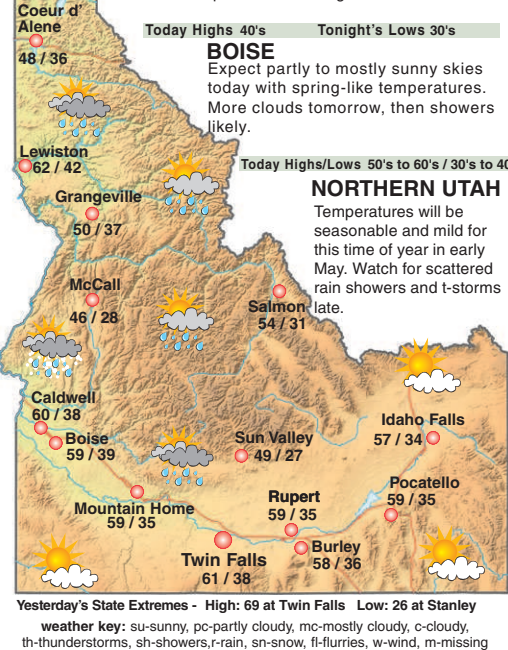 Coeur d'
Alene
48 / 36
Today Highs 40's Tonight's Lows 30's
BOISE
Expect partly to mostly sunny skies
today with spring-like temperatures.
More clouds tomorrow, then showers
likely.
Lewiston
62 / 42
Today Highs/Lows 50's to 60's / 30's to 40
Grangeville
50 / 37
NORTHERN UTAH
Temperatures will be
seasonable and mild for
this time of year in early
May. Watch for scattered
rain showers and t-storms
late.
McCall
46 / 28
Salmon
54 / 31
Caldwell
60 / 38
Boise
59 / 39
Sun Valley
49 / 27
Idaho Falls
57 / 34
Mountain Home
59 / 35
Rupert
59 / 35
Pocatello
59 / 35
Twin Falls
61 / 38
Burley
58 / 36
Yesterday's State Extremes - High: 69 at Twin Falls Low: 26 at Stanley
weather key: su-sunny, pc-partly cloudy, mc-mostly cloudy, c-cloudy,
th-thunderstorms, sh-showers,r-rain, sn-snow, fl-flurries, w-wind, m-missing